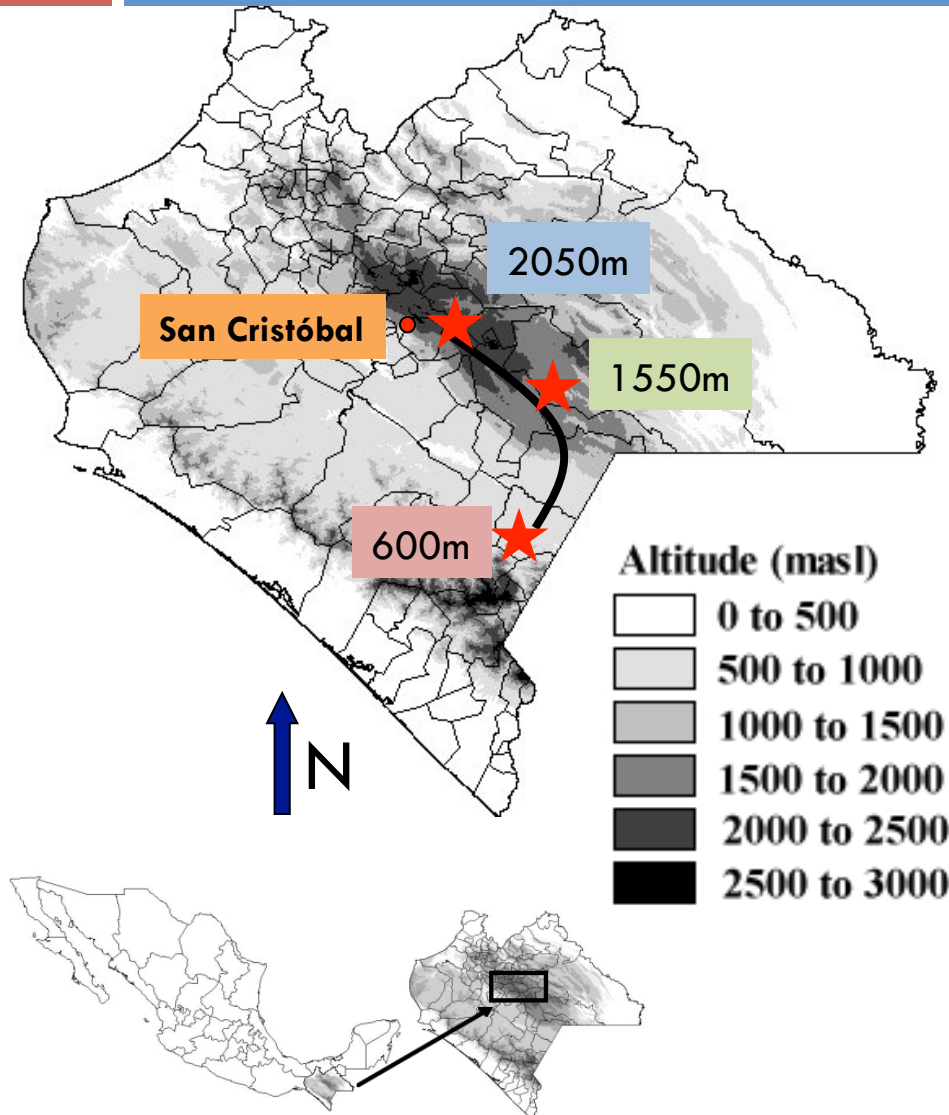 2050m
San Cristóbal
1550m
600m
Altitude (masl)
0 to 500
500 to 1000
1000 to 1500
1500 to 2000
2000 to 2500
2500 to 3000
N